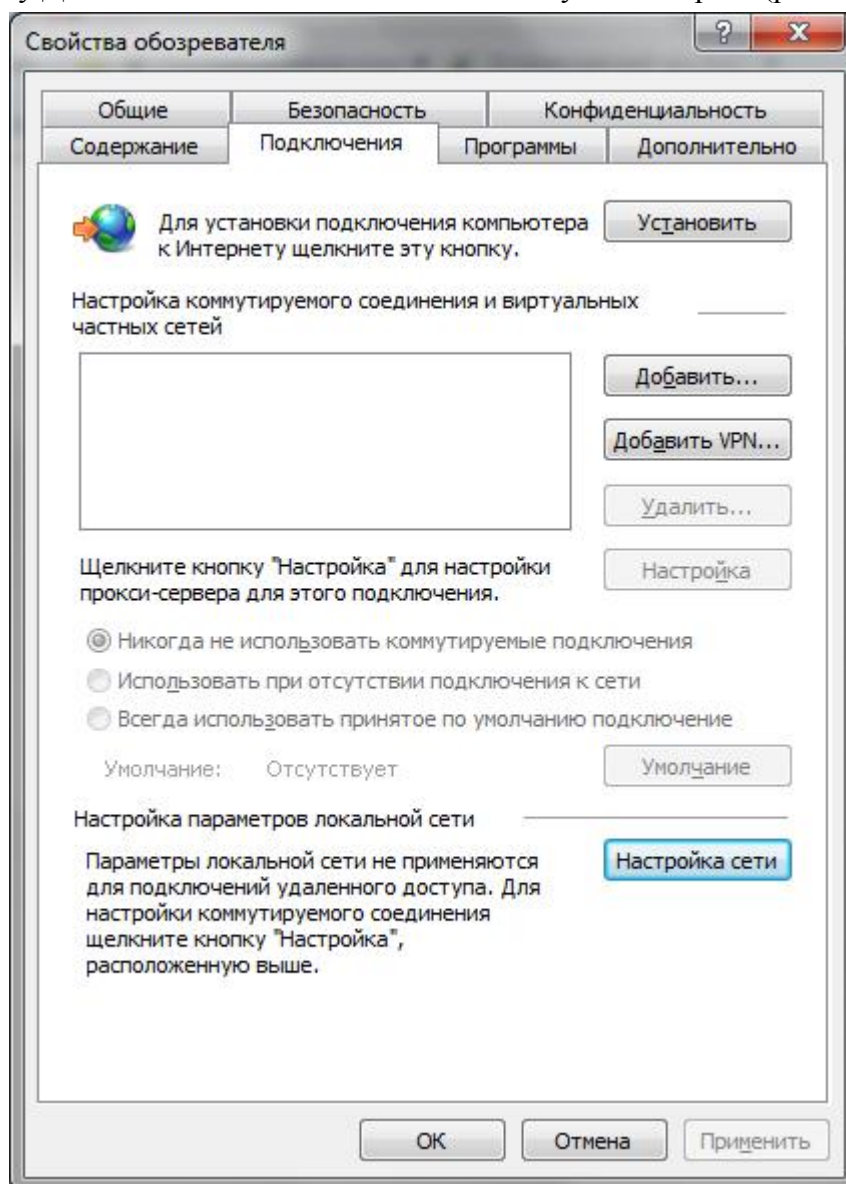 Свойства обозревателя
Общие Безопасность Конфиденциальность
Содержание Подключения Программы Дополнительно
Для установки подключения компьютера
к Интернету щелкните эту кнопку.
Установить
Настройка коммутируемого соединения и виртуальных
частных сетей
Добавить...
Добавить VPN...
Удалить...
Щелкните кнопку "Настройка" для настройки
прокси-сервера для этого подключения.
Настройка
Никогда не использовать коммутируемые подключения
Использовать при отсутствии подключения к сети
Всегда использовать принятое по умолчанию подключение
Умолчание: Отсутствует Умолчание
Настройка параметров локальной сети
Параметры локальной сети не применяются
для подключений удаленного доступа. Для
настройки коммутируемого соединения
щелкните кнопку "Настройка",
расположенную выше.
Настройка сети
ОК Отмена Применить